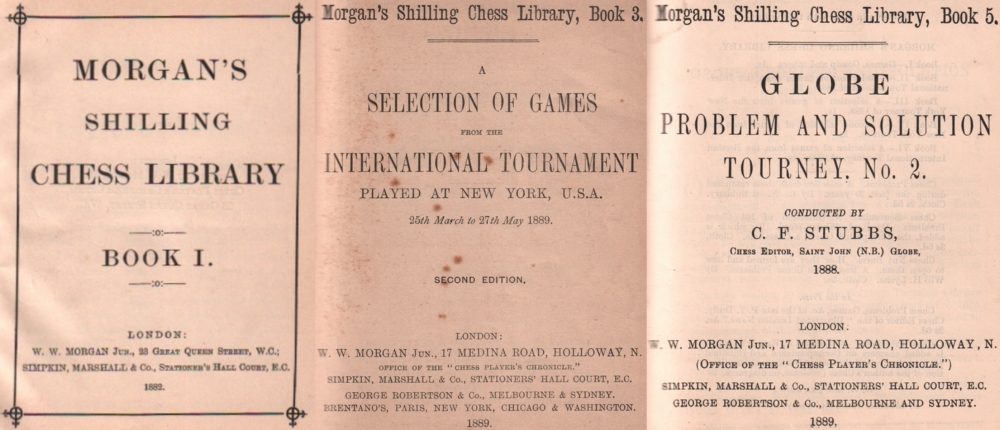 MORGAN'S
SHILLING
CHESS LIBRARY
BOOK I.
LONDON:
W. W. MORGAN JUN., 23 GREAT QUEEN STREET, W.C.;
SIMPKIN, MARSHALL & Co., STATIONER'S HALL COURT, E.C.
1882.
Morgan's Shilling Chess Library, Book 3.
A
SELECTION OF GAMES
FROM THE
INTERNATIONAL TOURNAMENT
PLAYED AT NEW YORK, U.S.A.
25th March to 27th May 1889.
SECOND EDITION.
LONDON:
W. W. MORGAN JUN., 17 MEDINA ROAD, HOLLOWAY, N.
OFFICE OF THE "CHESS PLAYER'S CHRONICLE."
SIMPKIN, MARSHALL & Co., STATIONERS' HALL COURT, E.C.
GEORGE ROBERTSON & Co., MELBOURNE & SYDNEY.
BRENTANO'S, PARIS, NEW YORK, CHICAGO & WASHINGTON.
1889.
Morgan's Shilling Chess Library, Book 5.
GLOBE
PROBLEM AND SOLUTION
TOURNEY, No. 2.
CONDUCTED BY
C. F. STUBBS,
CHESS EDITOR, SAINT JOHN (N.B.) GLOBE,
1888.
LONDON.
W. W. MORGAN JUN., 17 MEDINA ROAD, HOLLOWAY, N.
(OFFICE OF THE "CHESS PLAYER'S CHRONICLE.")
SIMPKIN, MARSHALL & Co., STATIONERS' HALL COURT, E.C.
GEORGE ROBERTSON & Co., MELBOURNE AND SYDNEY.
1889.